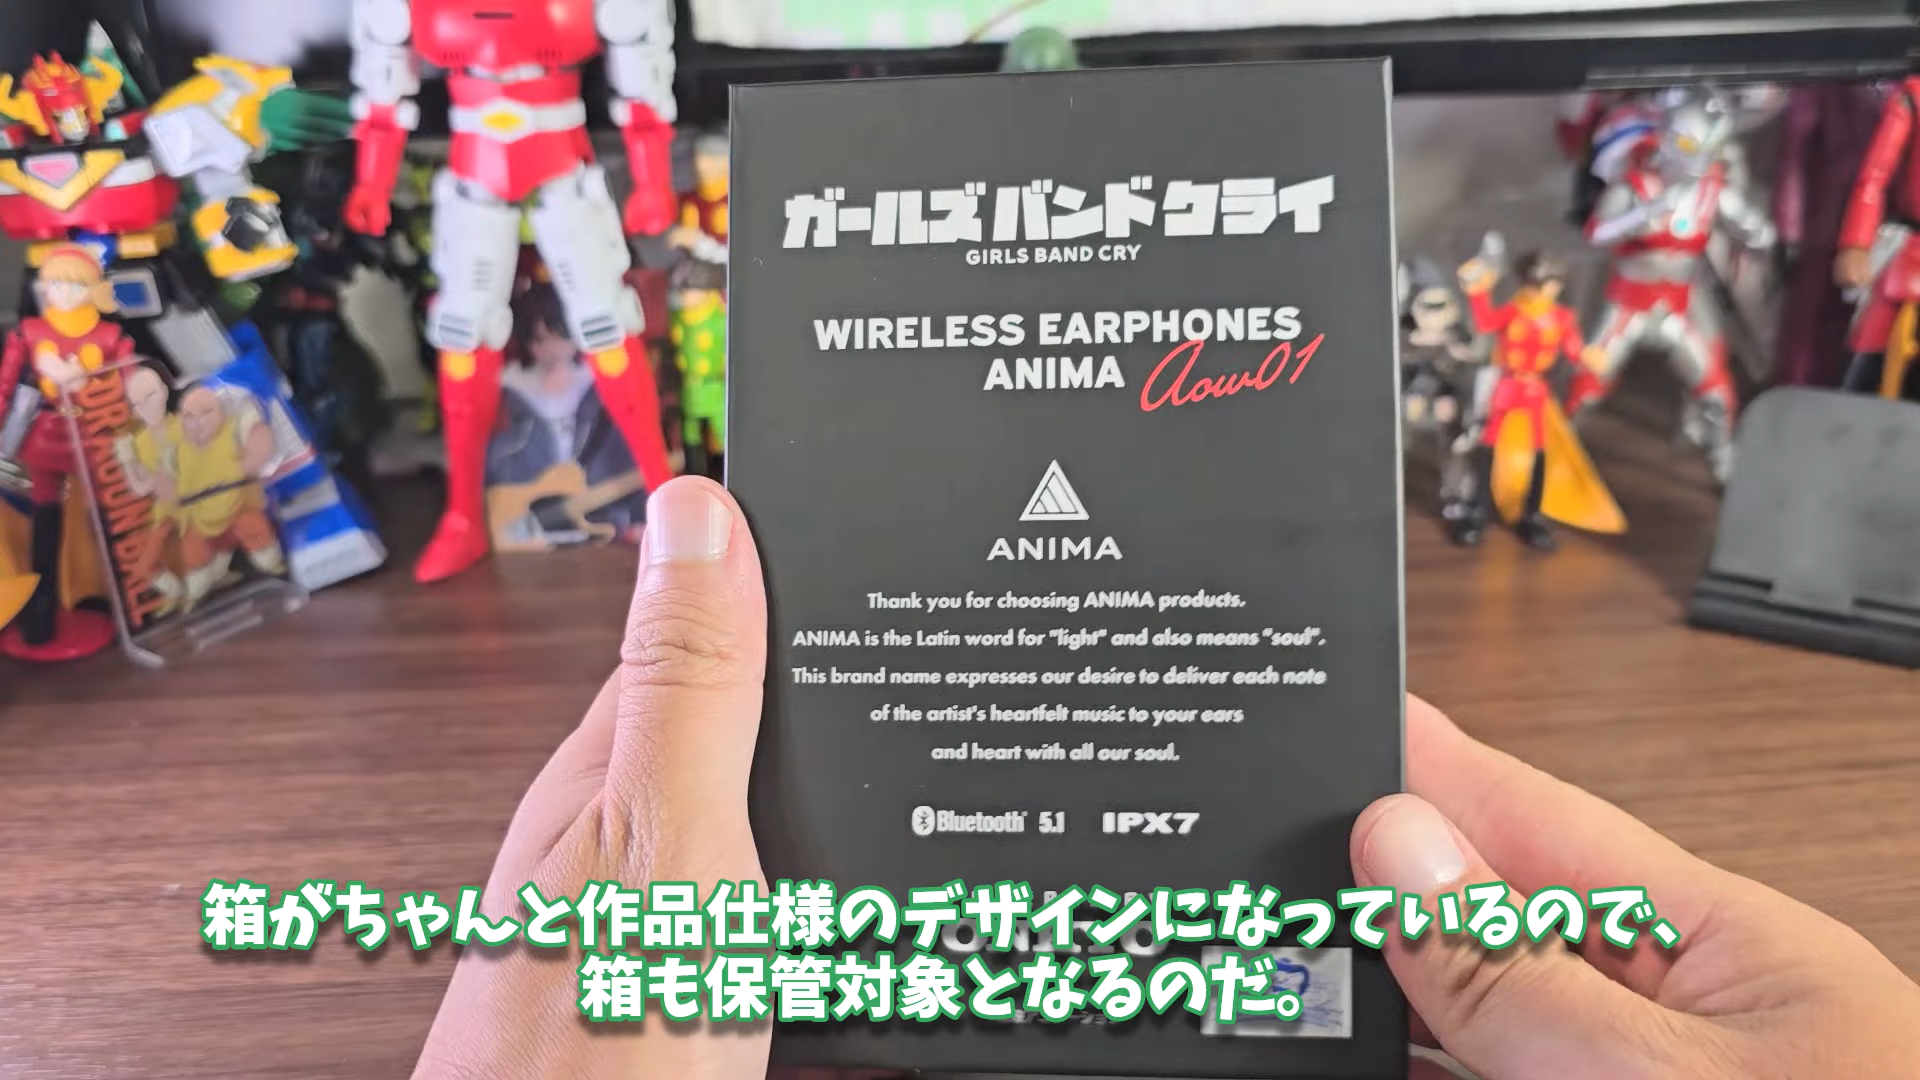 ガールズバンドクライ
GIRLS BAND CRY
WIRELESS EARPHONES
ANIMA Aow01
ANIMA
Thank you for choosing ANIMA products.
ANIMA is the Latin word for "light" and also means "soul".
This brand name expresses our desire to deliver each note
of the artist's heartfelt music to your ears
and heart with all our soul.
Bluetooth 5.1 IPX7
DRAGON BALL
箱がちゃんと作品仕様のデザインになっているので、
箱も保管対象となるのだ。